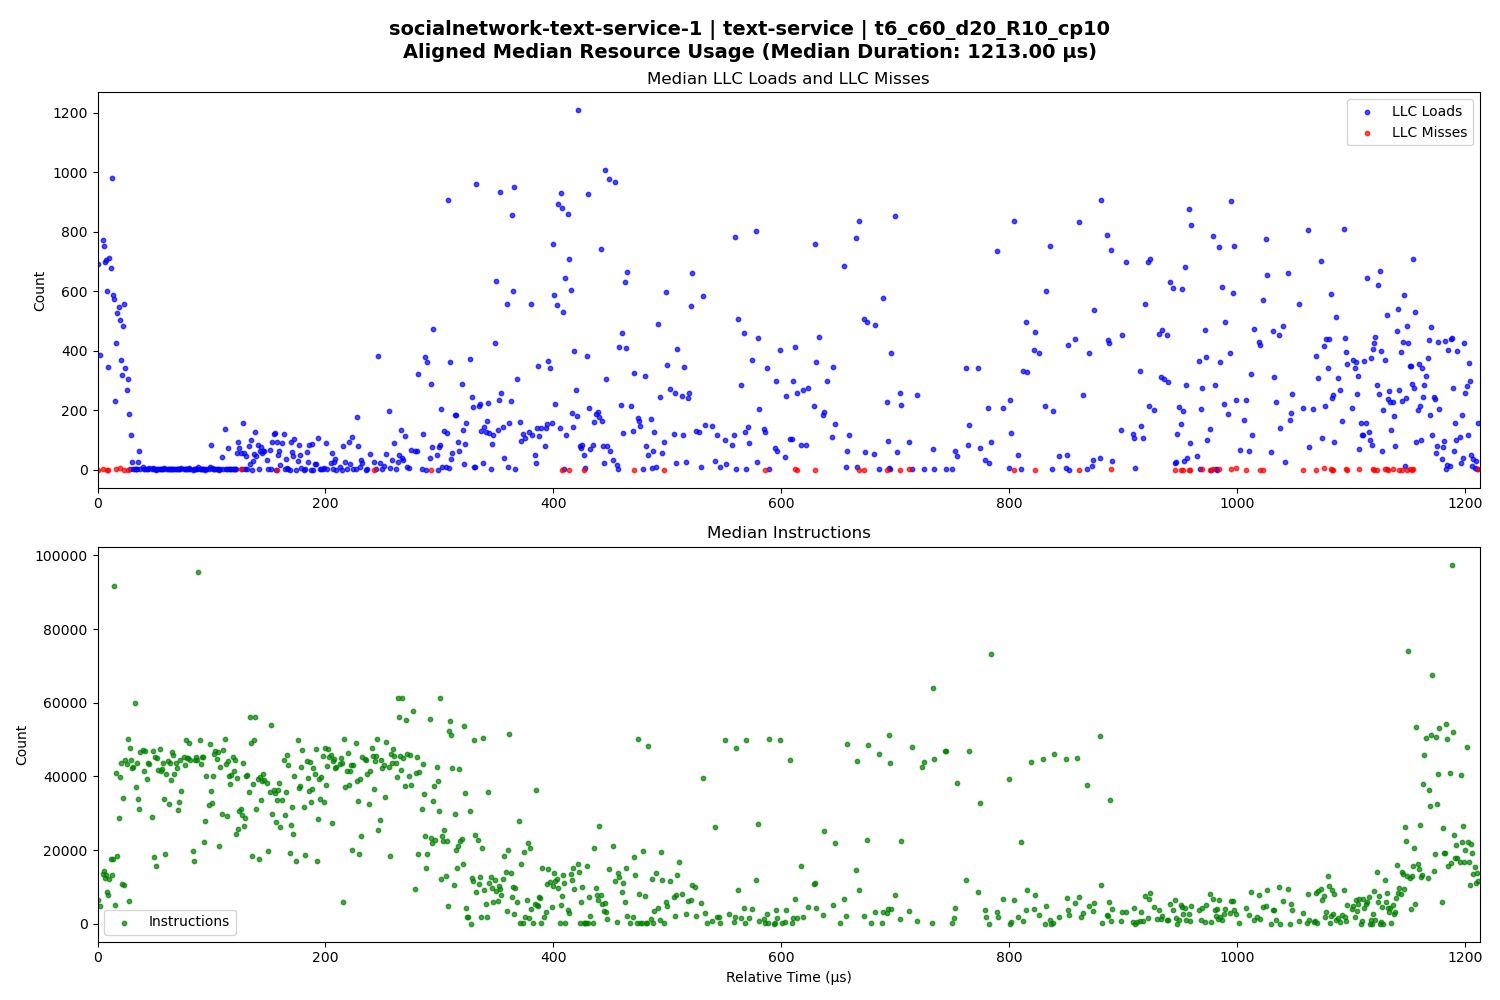 socialnetwork-text-service-1 | text-service | t6_c60_d20_R10_cp10
Aligned Median Resource Usage (Median Duration: 1213.00 μs)
Median LLC Loads and LLC Misses
1200
1000
800
600
400
200
0
Count
LLC Loads
LLC Misses
0 200 400 600 800 1000 1200
Median Instructions
100000
80000
60000
40000
20000
0
Count
Instructions
0 200 400 600 800 1000 1200
Relative Time (μs)